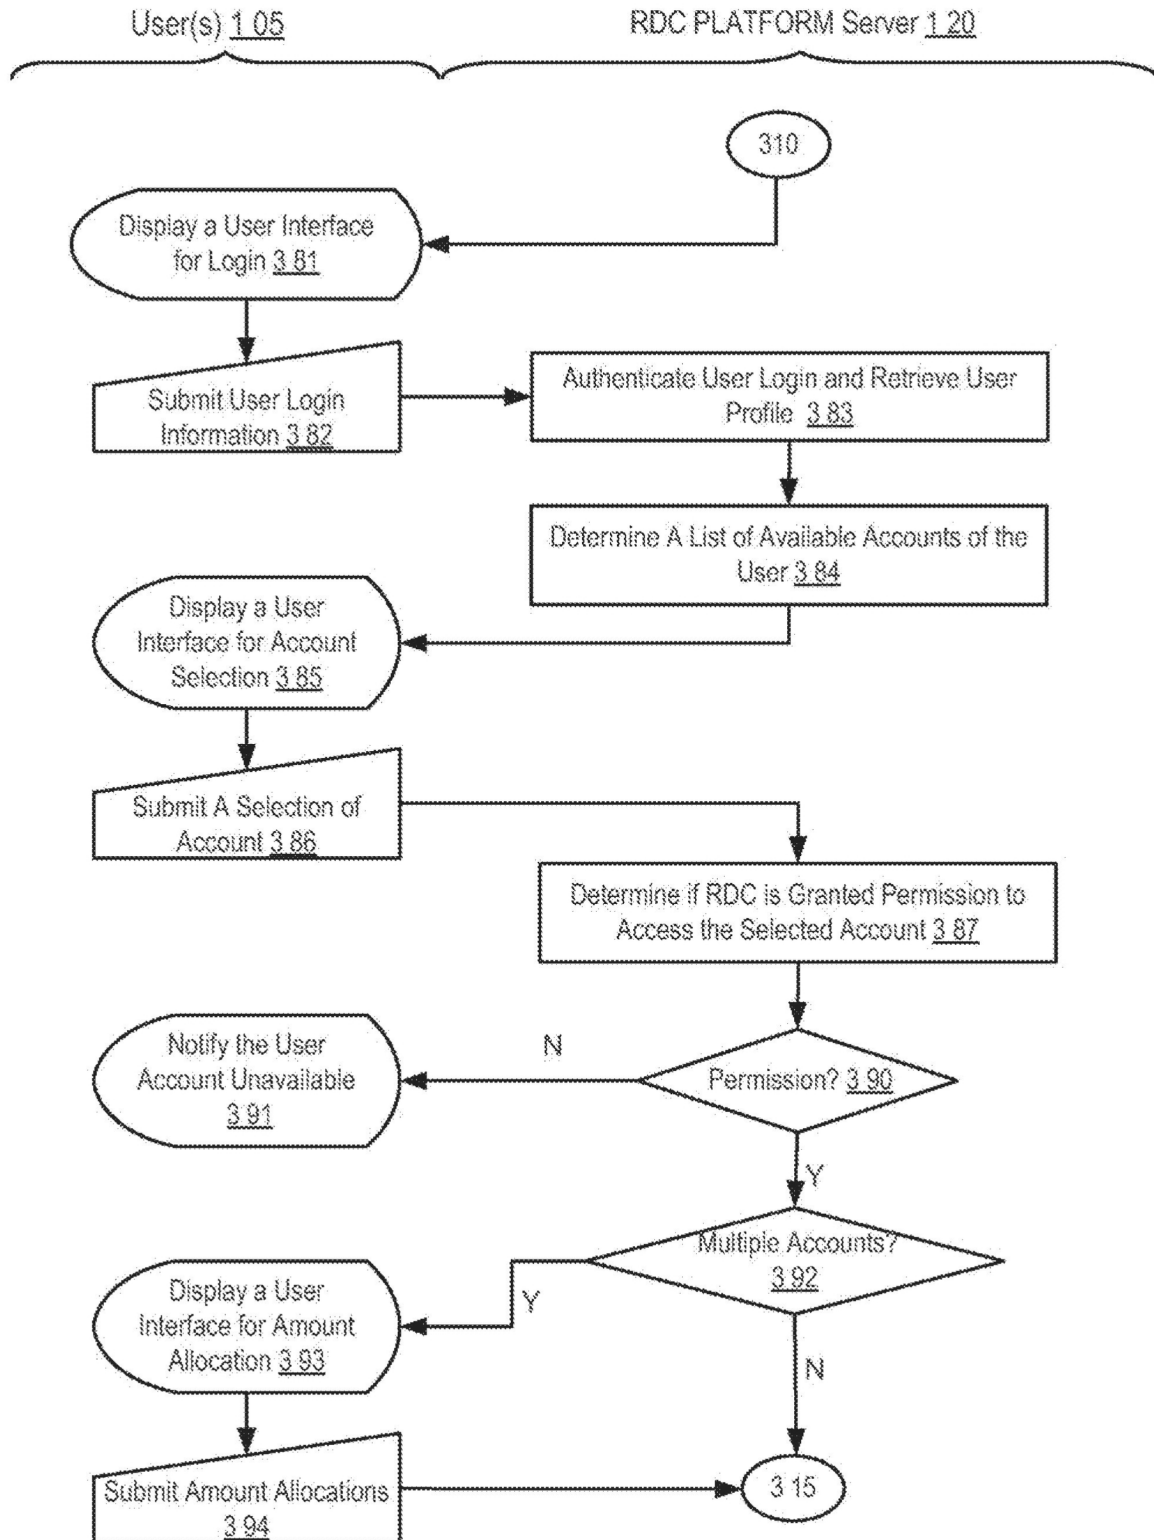 User(s) 1 05
RDC PLATFORM Server 1 20
310
Display a User Interface
for Login 3 81
Submit User Login
Information 3 82
Authenticate User Login and Retrieve User
Profile 3 83
Determine A List of Available Accounts of the
User 3 84
Display a User
Interface for Account
Selection 3 85
Submit A Selection of
Account 3 86
Determine if RDC is Granted Permission to
Access the Selected Account 3 87
Notify the User
Account Unavailable
3 91
N
Permission? 3 90
Y
Multiple Accounts?
3 92
Display a User
Interface for Amount
Allocation 3 93
Y
N
Submit Amount Allocations
3 94
3 15